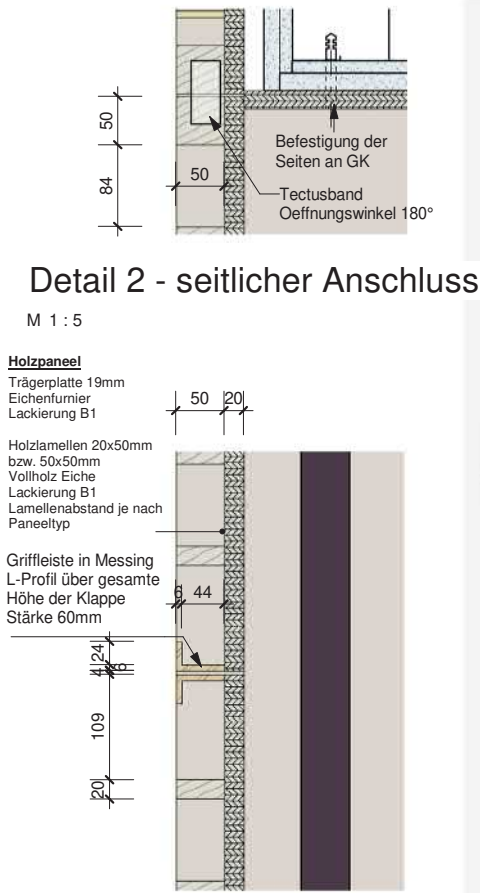 50
84
50
Befestigung der
Seiten an GK
Tectusband
Oeffnungswinkel 180°
Detail 2 - seitlicher Anschluss
M 1 : 5
Holzpaneel
Trägerplatte 19mm
Eichenfurnier
Lackierung B1
Holzlamellen 20x50mm
bzw. 50x50mm
Vollholz Eiche
Lackierung B1
Lamellenabstand je nach
Paneeltyp
50 20
Griffleiste in Messing
L-Profil über gesamte
Höhe der Klappe
Stärke 60mm
6 44
24
6
4
109
20